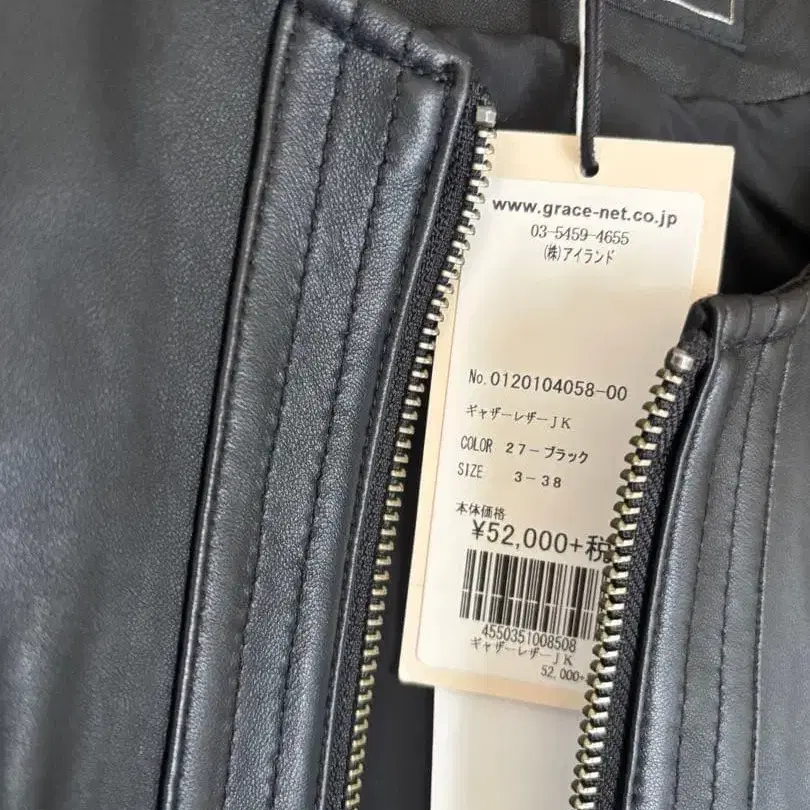 www.grace-net.co.jp
03-5459-4655
(株)アイランド
No.0120104058-00
ギャザーレザーJK
COLOR 27-ブラック
SIZE 3-38
本体価格
¥52,000+税
4550351008508
ギャザーレザーJK
52,000+